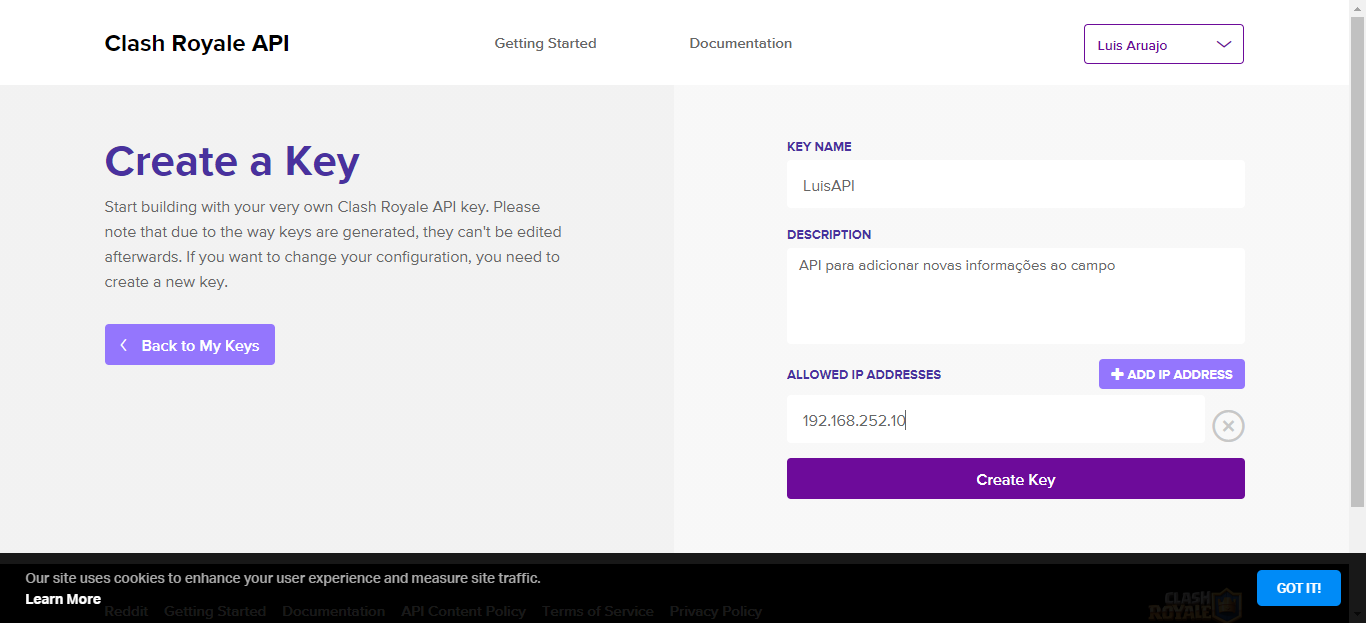 Clash Royale API
Getting Started
Documentation
Luis Aruajo
Create a Key
Start building with your very own Clash Royale API key. Please
note that due to the way keys are generated, they can't be edited
afterwards. If you want to change your configuration, you need to
create a new key.
Back to My Keys
KEY NAME
LuisAPI
DESCRIPTION
API para adicionar novas informações ao campo
ALLOWED IP ADDRESSES
ADD IP ADDRESS
192.168.252.10
Create Key
Our site uses cookies to enhance your user experience and measure site traffic.
Learn More
GOT IT!
Reddit Getting Started Documentation API Content Policy Terms of Service Privacy Policy
CLASH
ROYALE